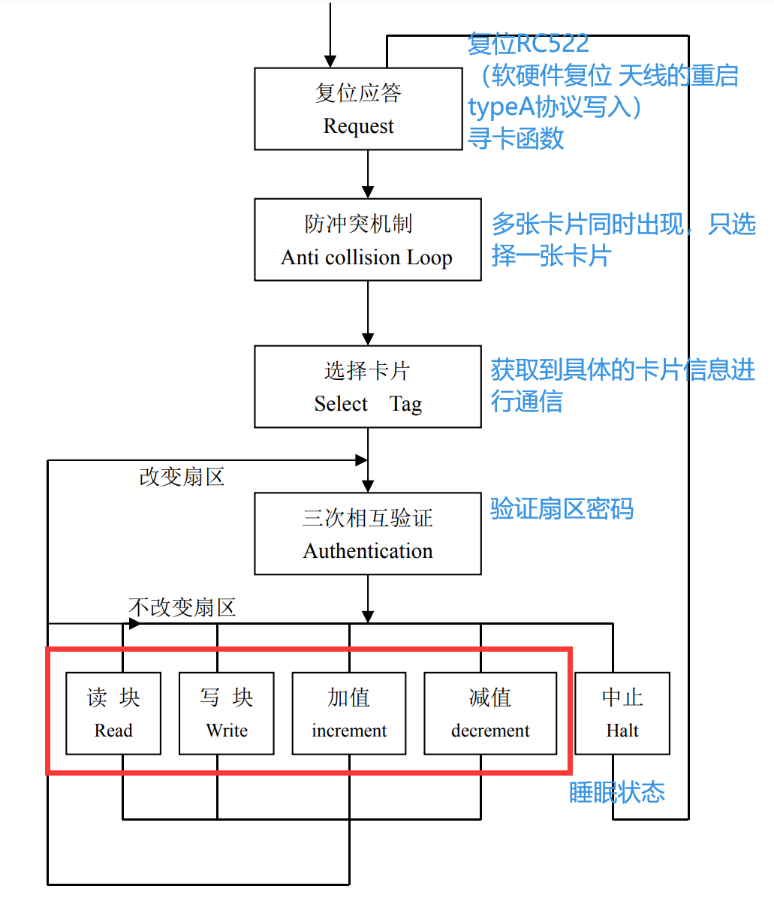 复位应答
Request
复位RC522
（软硬件复位 天线的重启
typeA协议写入）
寻卡函数
防冲突机制
Anti collision Loop
多张卡片同时出现，只选
择一张卡片
选择卡片
Select Tag
获取到具体的卡片信息进
行通信
改变扇区
三次相互验证
Authentication
验证扇区密码
不改变扇区
读 块
Read
写 块
Write
加值
increment
减值
decrement
中止
Halt
睡眠状态